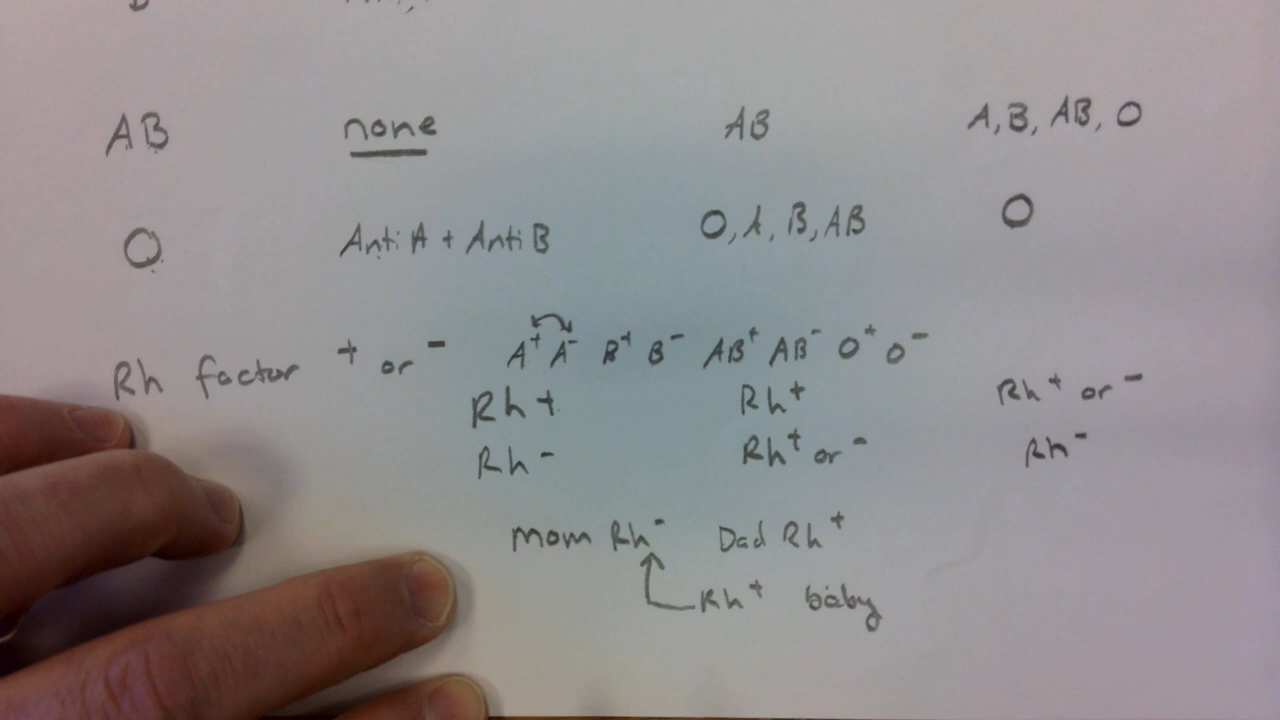 AB none AB A, B, AB, O
O Anti A + Anti B O, A, B, AB O
Rh factor + or - A+ A- B+ B- AB+ AB- O+ O-
Rh + Rh+ Rh+ or -
Rh - Rh+ or - Rh-
Mom Rh- Dad Rh+
Rh+ baby